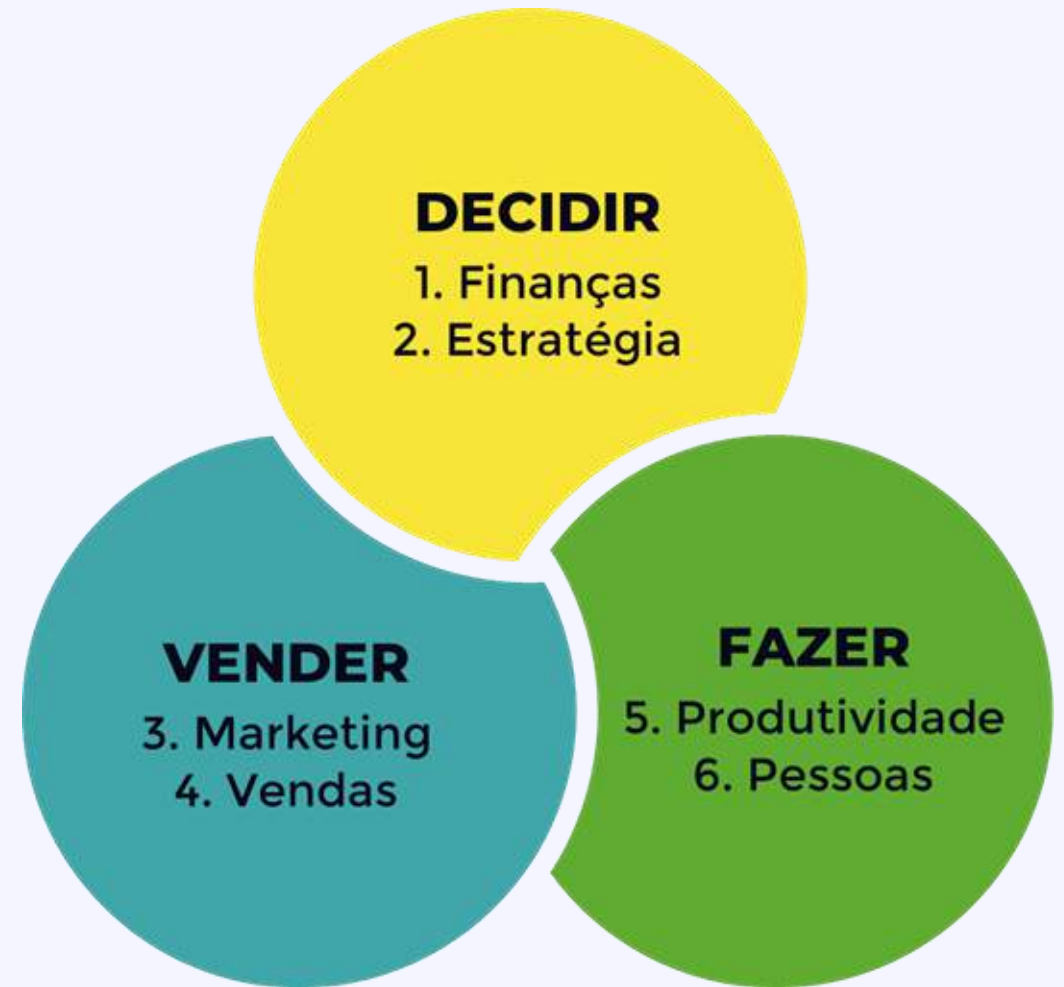 DECIDIR
1. Finanças
2. Estratégia
VENDER
3. Marketing
4. Vendas
FAZER
5. Produtividade
6. Pessoas